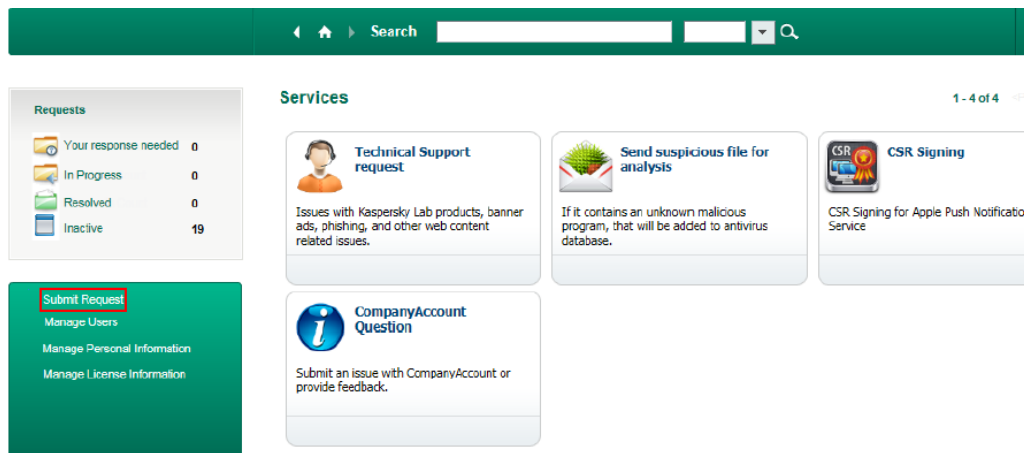 Search
Requests
Your response needed 0
In Progress 0
Resolved 0
Inactive 19
Submit Request
Manage Users
Manage Personal Information
Manage License Information
Services
1 - 4 of 4
Technical Support
request
Issues with Kaspersky Lab products, banner
ads, phishing, and other web content
related issues.
Send suspicious file for
analysis
If it contains an unknown malicious
program, that will be added to antivirus
database.
CSR
CSR Signing
CSR Signing for Apple Push Notificatio
Service
CompanyAccount
Question
Submit an issue with CompanyAccount or
provide feedback.